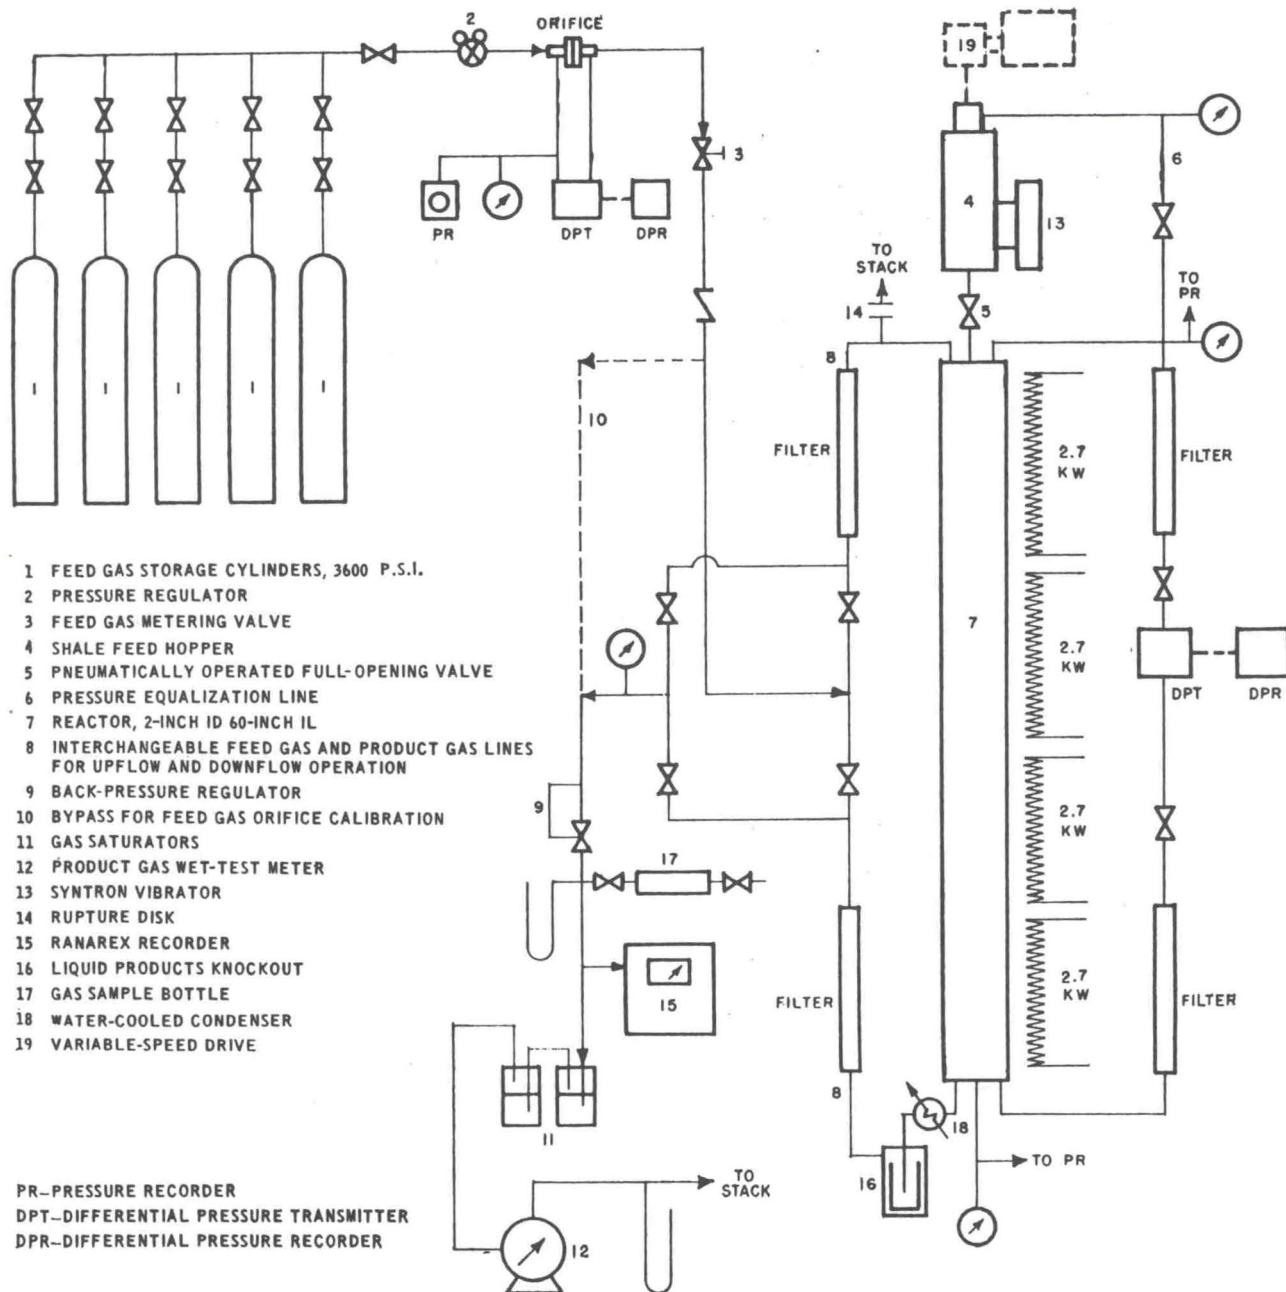 2
ORIFICE
19
3
PR
DPT
DPR
4
13
6
TO
STACK
14
5
TO
PR
8
1
1
1
1
1
10
FILTER
2.7
KW
FILTER
1 FEED GAS STORAGE CYLINDERS, 3600 P.S.I.
2 PRESSURE REGULATOR
3 FEED GAS METERING VALVE
4 SHALE FEED HOPPER
5 PNEUMATICALLY OPERATED FULL-OPENING VALVE
6 PRESSURE EQUALIZATION LINE
7 REACTOR, 2-INCH ID 60-INCH IL
8 INTERCHANGEABLE FEED GAS AND PRODUCT GAS LINES
FOR UPFLOW AND DOWNFLOW OPERATION
9 BACK-PRESSURE REGULATOR
10 BYPASS FOR FEED GAS ORIFICE CALIBRATION
11 GAS SATURATORS
12 PRODUCT GAS WET-TEST METER
13 SYNTRON VIBRATOR
14 RUPTURE DISK
15 RANAREX RECORDER
16 LIQUID PRODUCTS KNOCKOUT
17 GAS SAMPLE BOTTLE
18 WATER-COOLED CONDENSER
19 VARIABLE-SPEED DRIVE
7
2.7
KW
DPT
DPR
9
2.7
KW
17
15
FILTER
2.7
KW
FILTER
8
11
18
16
TO PR
TO
STACK
12
PR-PRESSURE RECORDER
DPT-DIFFERENTIAL PRESSURE TRANSMITTER
DPR-DIFFERENTIAL PRESSURE RECORDER